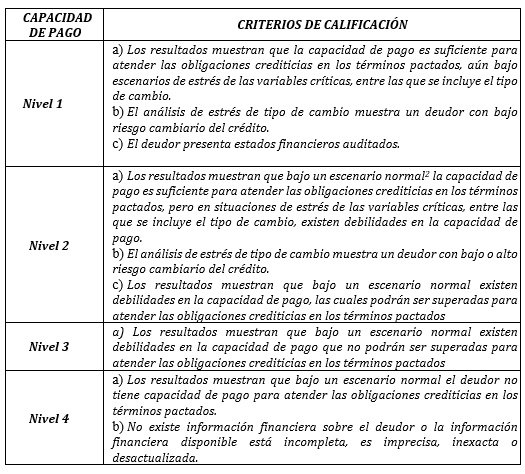 CAPACIDAD
DE PAGO
CRITERIOS DE CALIFICACIÓN
Nivel 1
a) Los resultados muestran que la capacidad de pago es suficiente para
atender las obligaciones crediticias en los términos pactados, aún bajo
escenarios de estrés de las variables críticas, entre las que se incluye el tipo
de cambio.
b) El análisis de estrés de tipo de cambio muestra un deudor con bajo
riesgo cambiario del crédito.
c) El deudor presenta estados financieros auditados.
Nivel 2
a) Los resultados muestran que bajo un escenario normal² la capacidad de
pago es suficiente para atender las obligaciones crediticias en los términos
pactados, pero en situaciones de estrés de las variables críticas, entre las
que se incluye el tipo de cambio, existen debilidades en la capacidad de
pago.
b) El análisis de estrés de tipo de cambio muestra un deudor con bajo o alto
riesgo cambiario del crédito.
c) Los resultados muestran que bajo un escenario normal existen
debilidades en la capacidad de pago, las cuales podrán ser superadas para
atender las obligaciones crediticias en los términos pactados
Nivel 3
a) Los resultados muestran que bajo un escenario normal existen
debilidades en la capacidad de pago que no podrán ser superadas para
atender las obligaciones crediticias en los términos pactados
Nivel 4
a) Los resultados muestran que bajo un escenario normal el deudor no
tiene capacidad de pago para atender las obligaciones crediticias en los
términos pactados.
b) No existe información financiera sobre el deudor o la información
financiera disponible está incompleta, es imprecisa, inexacta o
desactualizada.